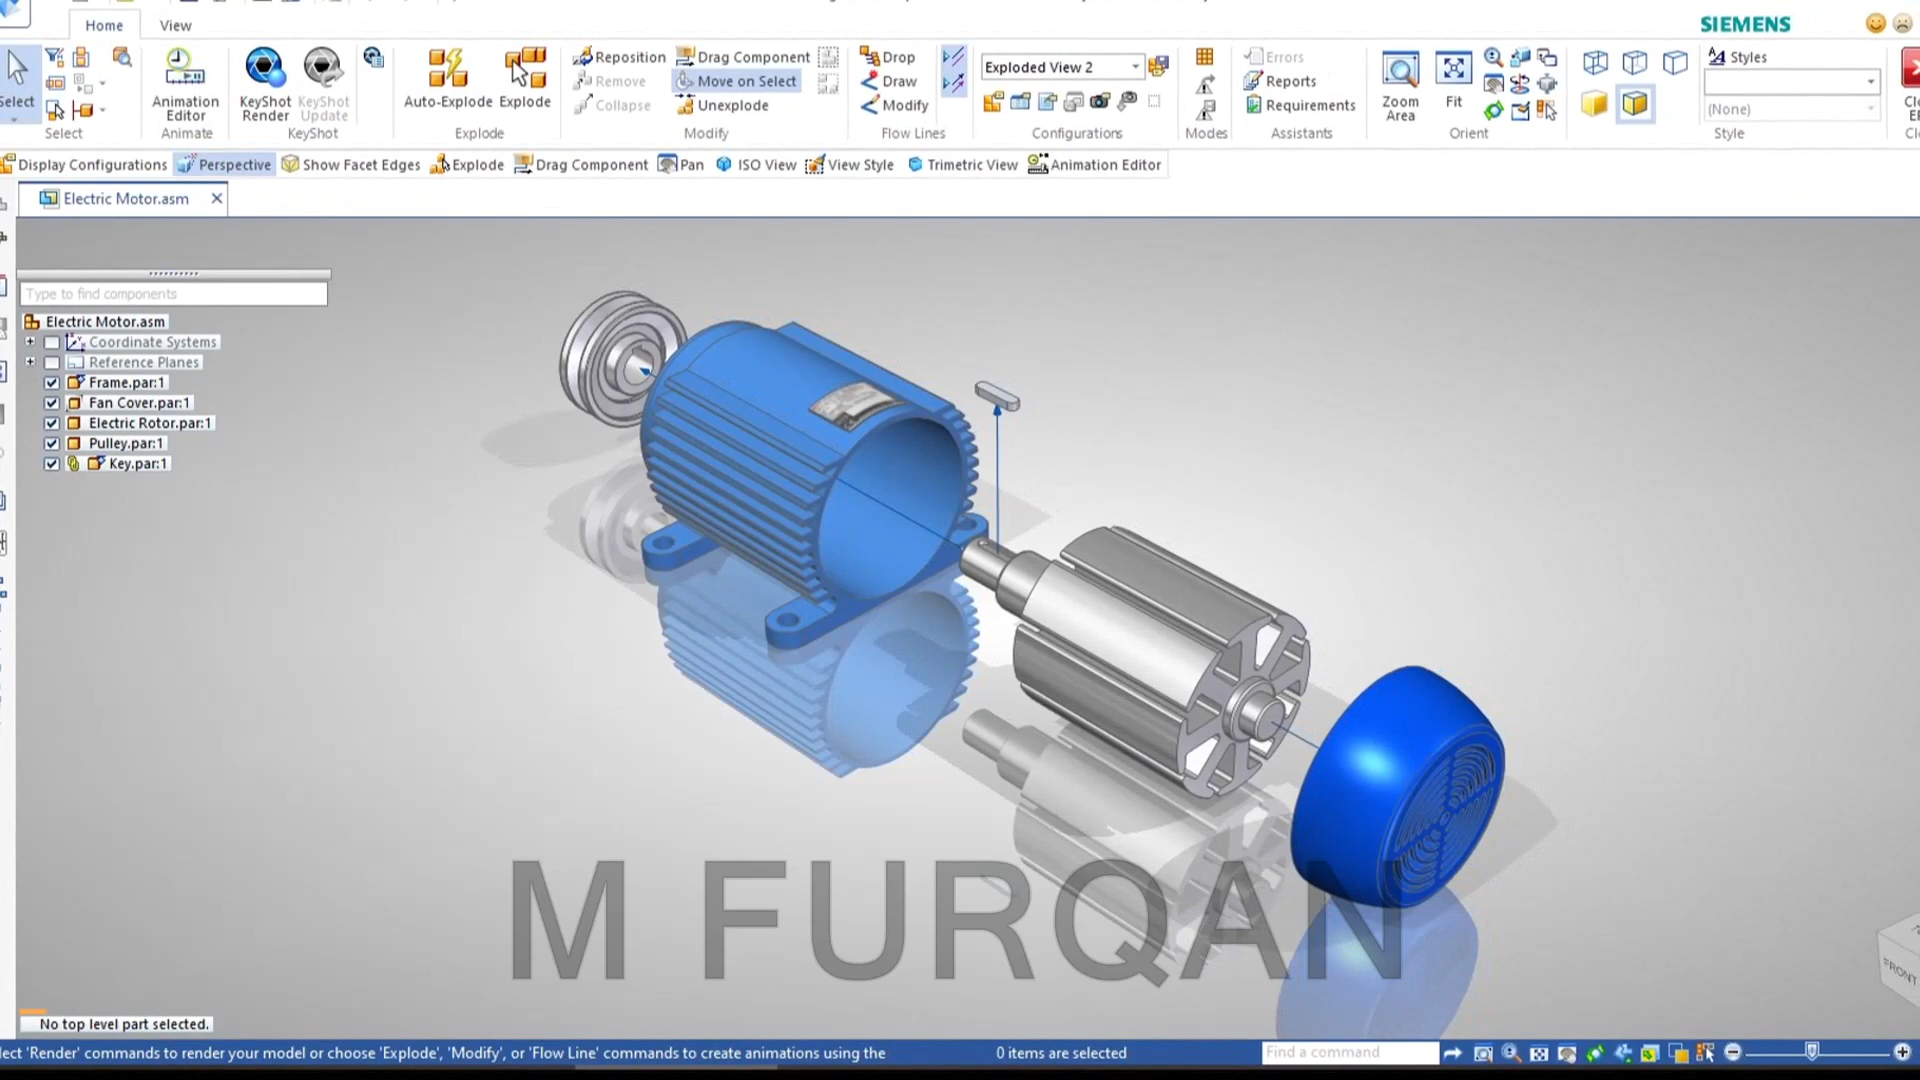 Home View
SIEMENS
Select
Animation Editor
KeyShot Render
KeyShot Update
Auto-Explode Explode
Reposition
Remove
Collapse
Drag Component
Move on Select
Unexplode
Drop
Draw
Modify
Exploded View 2
Errors
Reports
Requirements
Zoom Area
Fit
Styles
(None)
Select Animate KeyShot Explode Modify Flow Lines Configurations Modes Assistants Orient Style
Display Configurations Perspective Show Facet Edges Explode Drag Component Pan ISO View View Style Trimetric View Animation Editor
Electric Motor.asm
Type to find components
Electric Motor.asm
Coordinate Systems
Reference Planes
Frame.par:1
Fan Cover.par:1
Electric Rotor.par:1
Pulley.par:1
Key.par:1
M FURQAN
FRONT
No top level part selected.
'Render' commands to render your model or choose 'Explode', 'Modify', or 'Flow Line' commands to create animations using the 0 items are selected Find a command